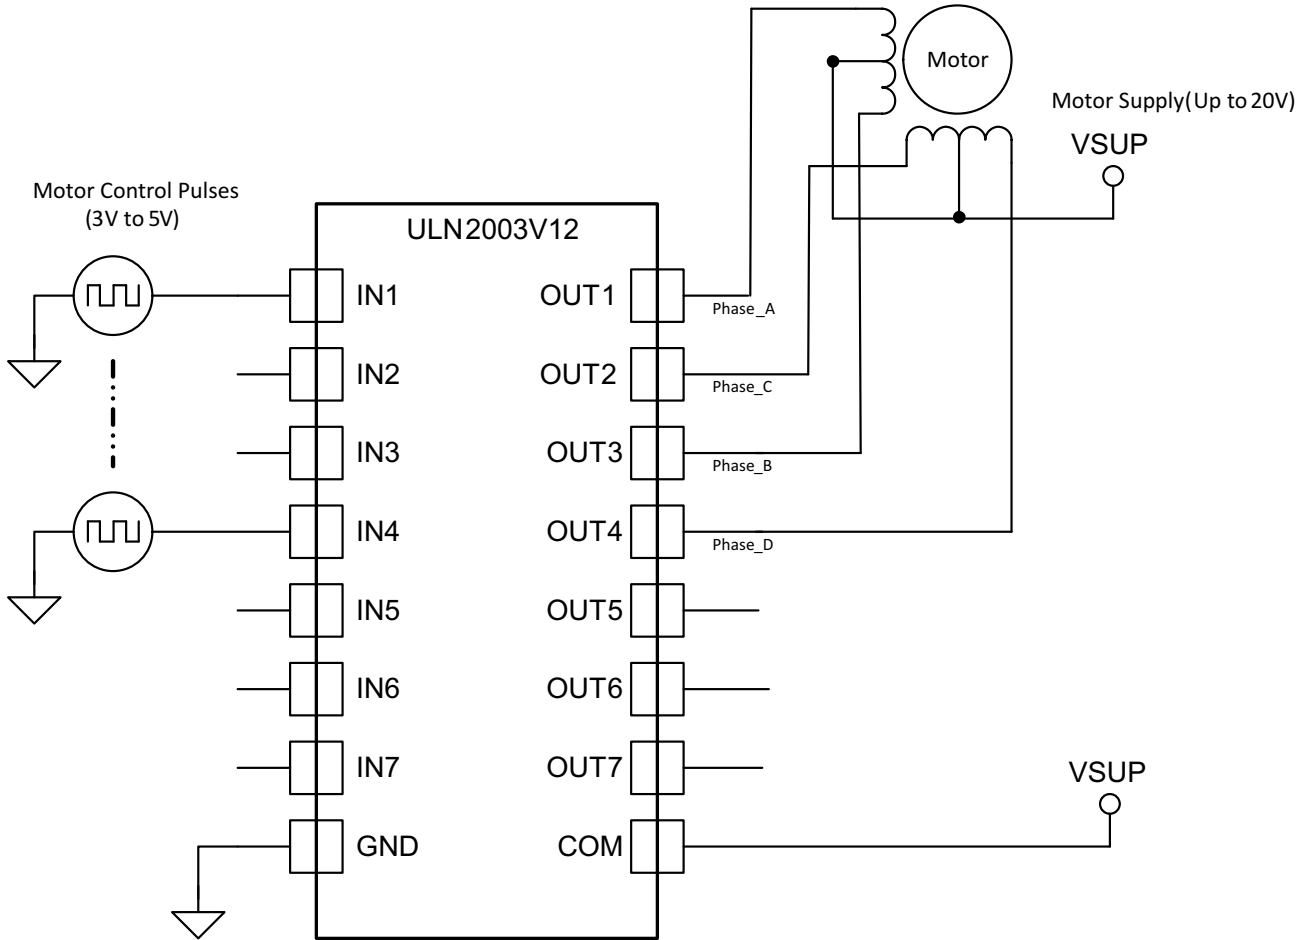 Motor
Motor Supply(Up to 20V)
VSUP
Motor Control Pulses
(3V to 5V)
ULN2003V12
IN1
OUT1
Phase_A
IN2
OUT2
Phase_C
IN3
OUT3
Phase_B
IN4
OUT4
Phase_D
IN5
OUT5
IN6
OUT6
IN7
OUT7
VSUP
GND
COM